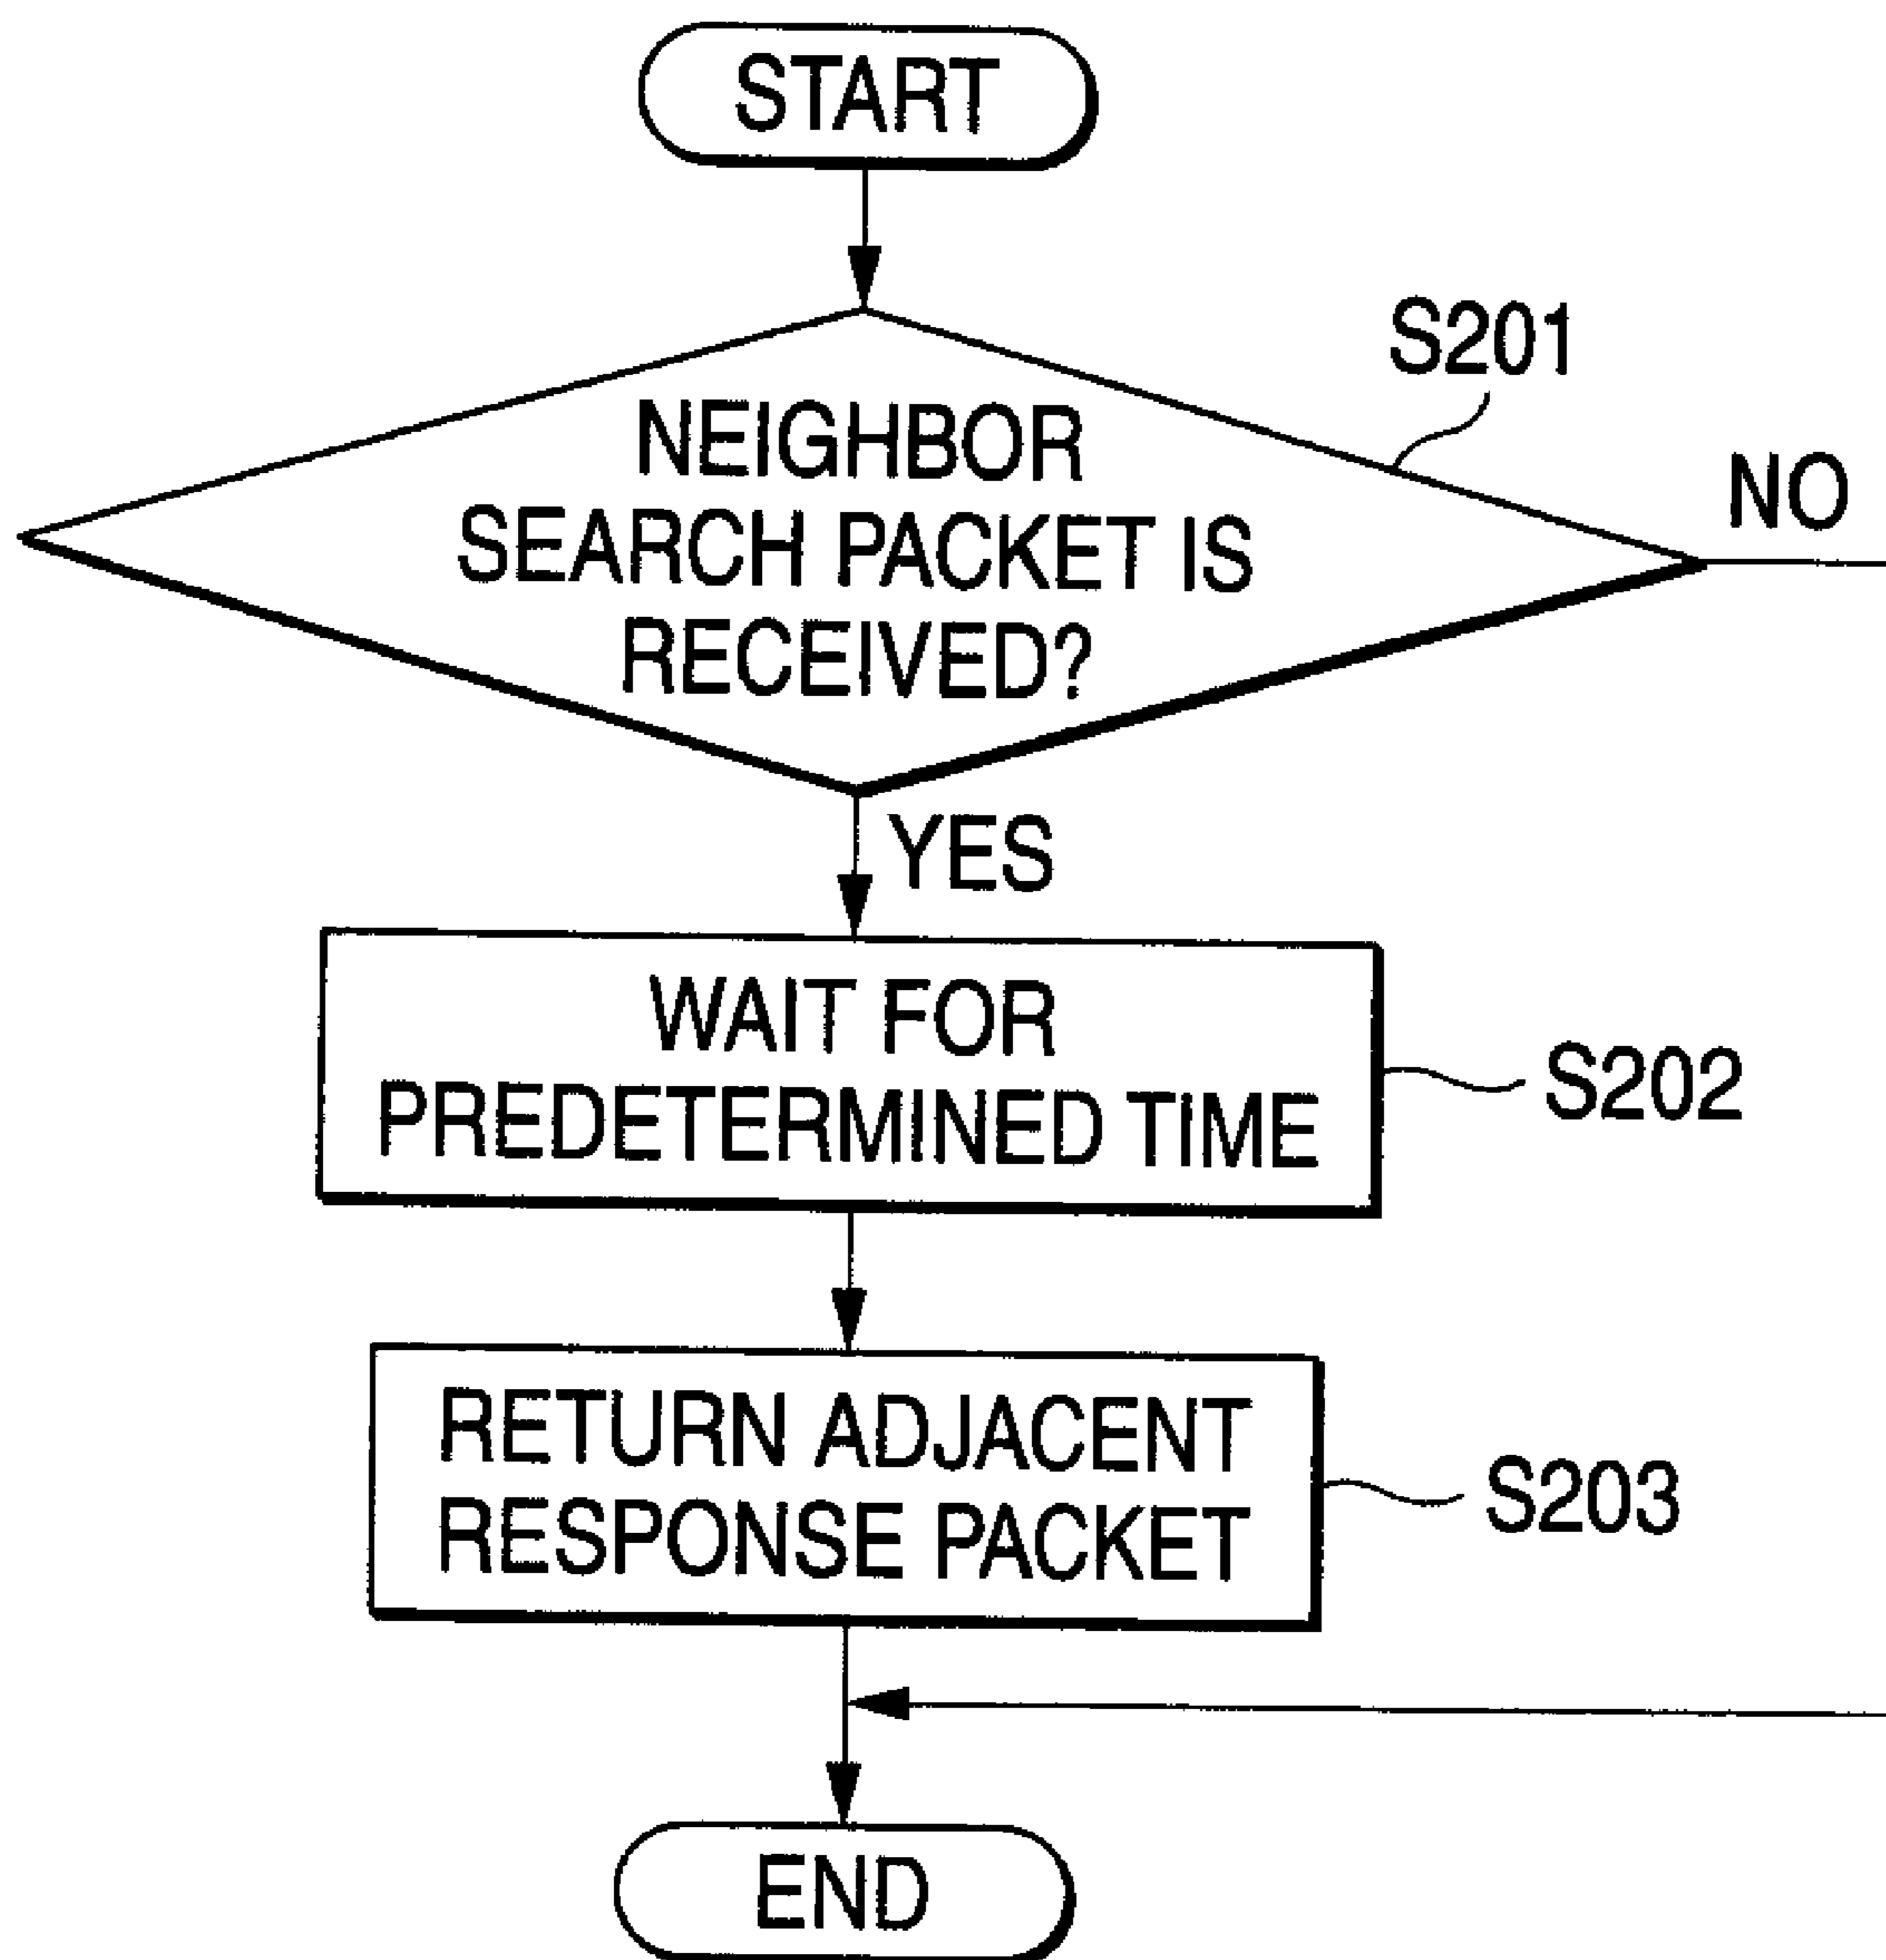 START
S201
NEIGHBOR
SEARCH PACKET IS
RECEIVED?
NO
YES
WAIT FOR
PREDETERMINED TIME
S202
RETURN ADJACENT
RESPONSE PACKET
S203
END